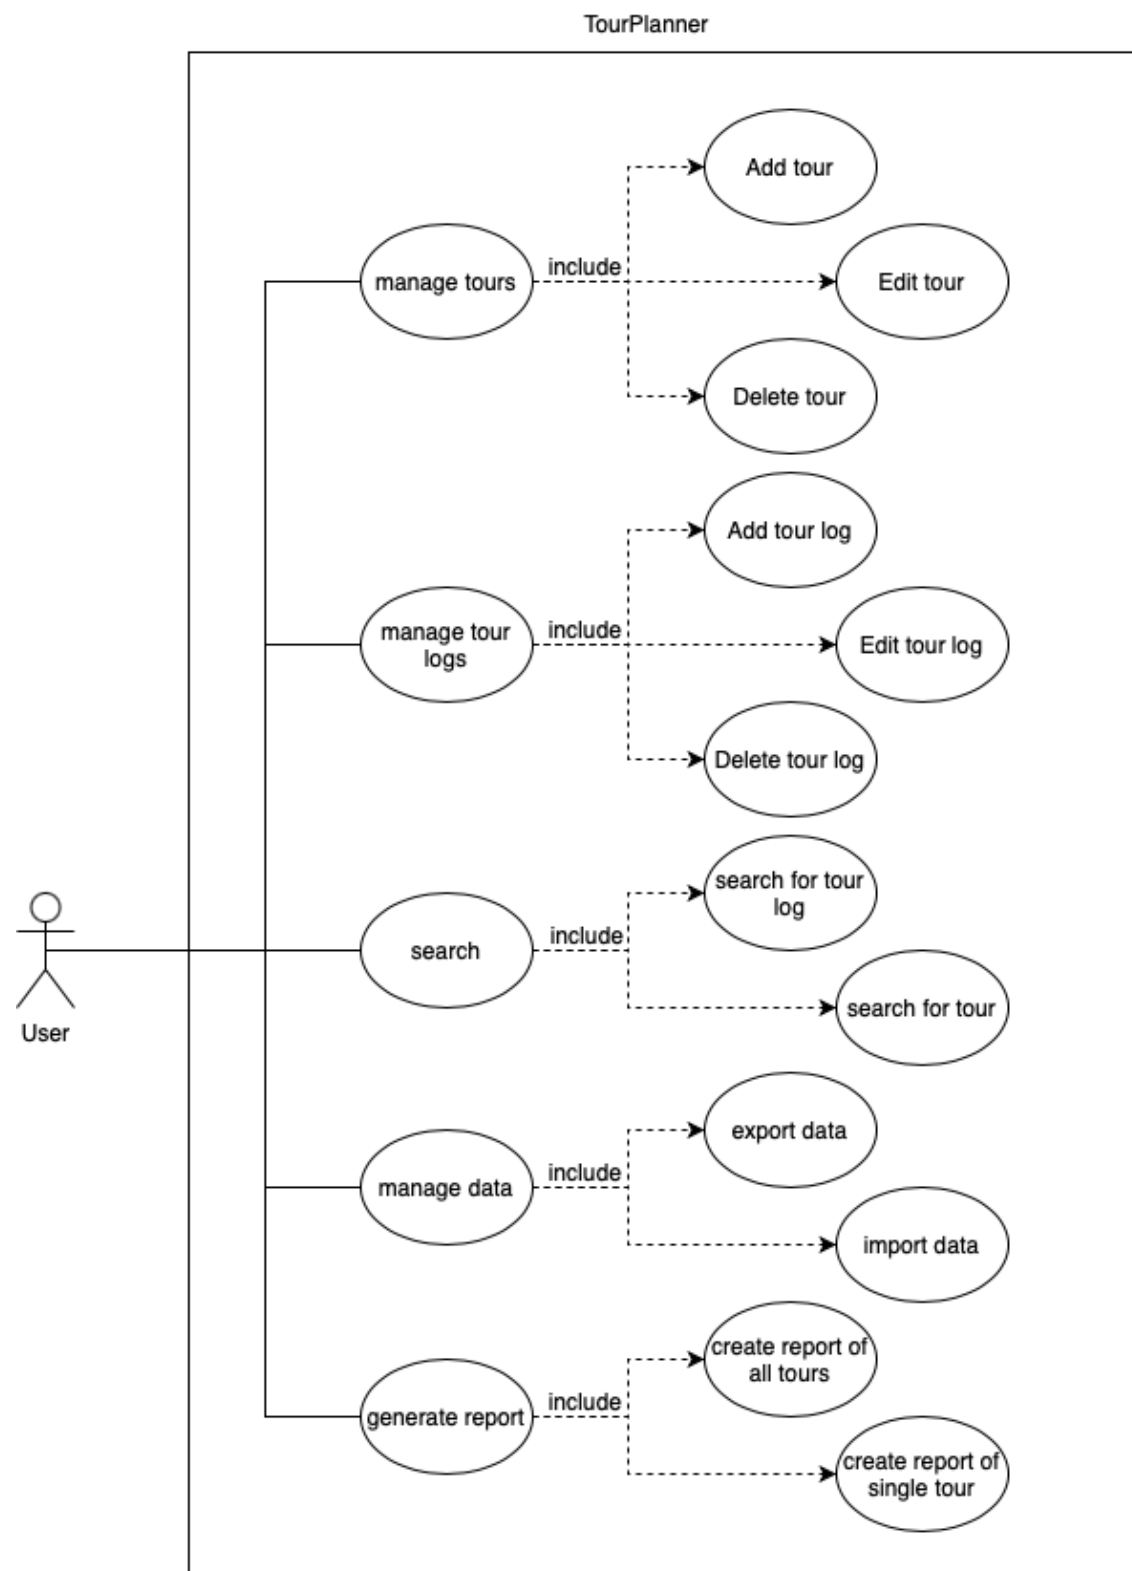 TourPlanner
Add tour
manage tours
include
Edit tour
Delete tour
Add tour log
manage tour
logs
include
Edit tour log
Delete tour log
search for tour
log
search
include
search for tour
User
export data
manage data
include
import data
create report of
all tours
generate report
include
create report of
single tour